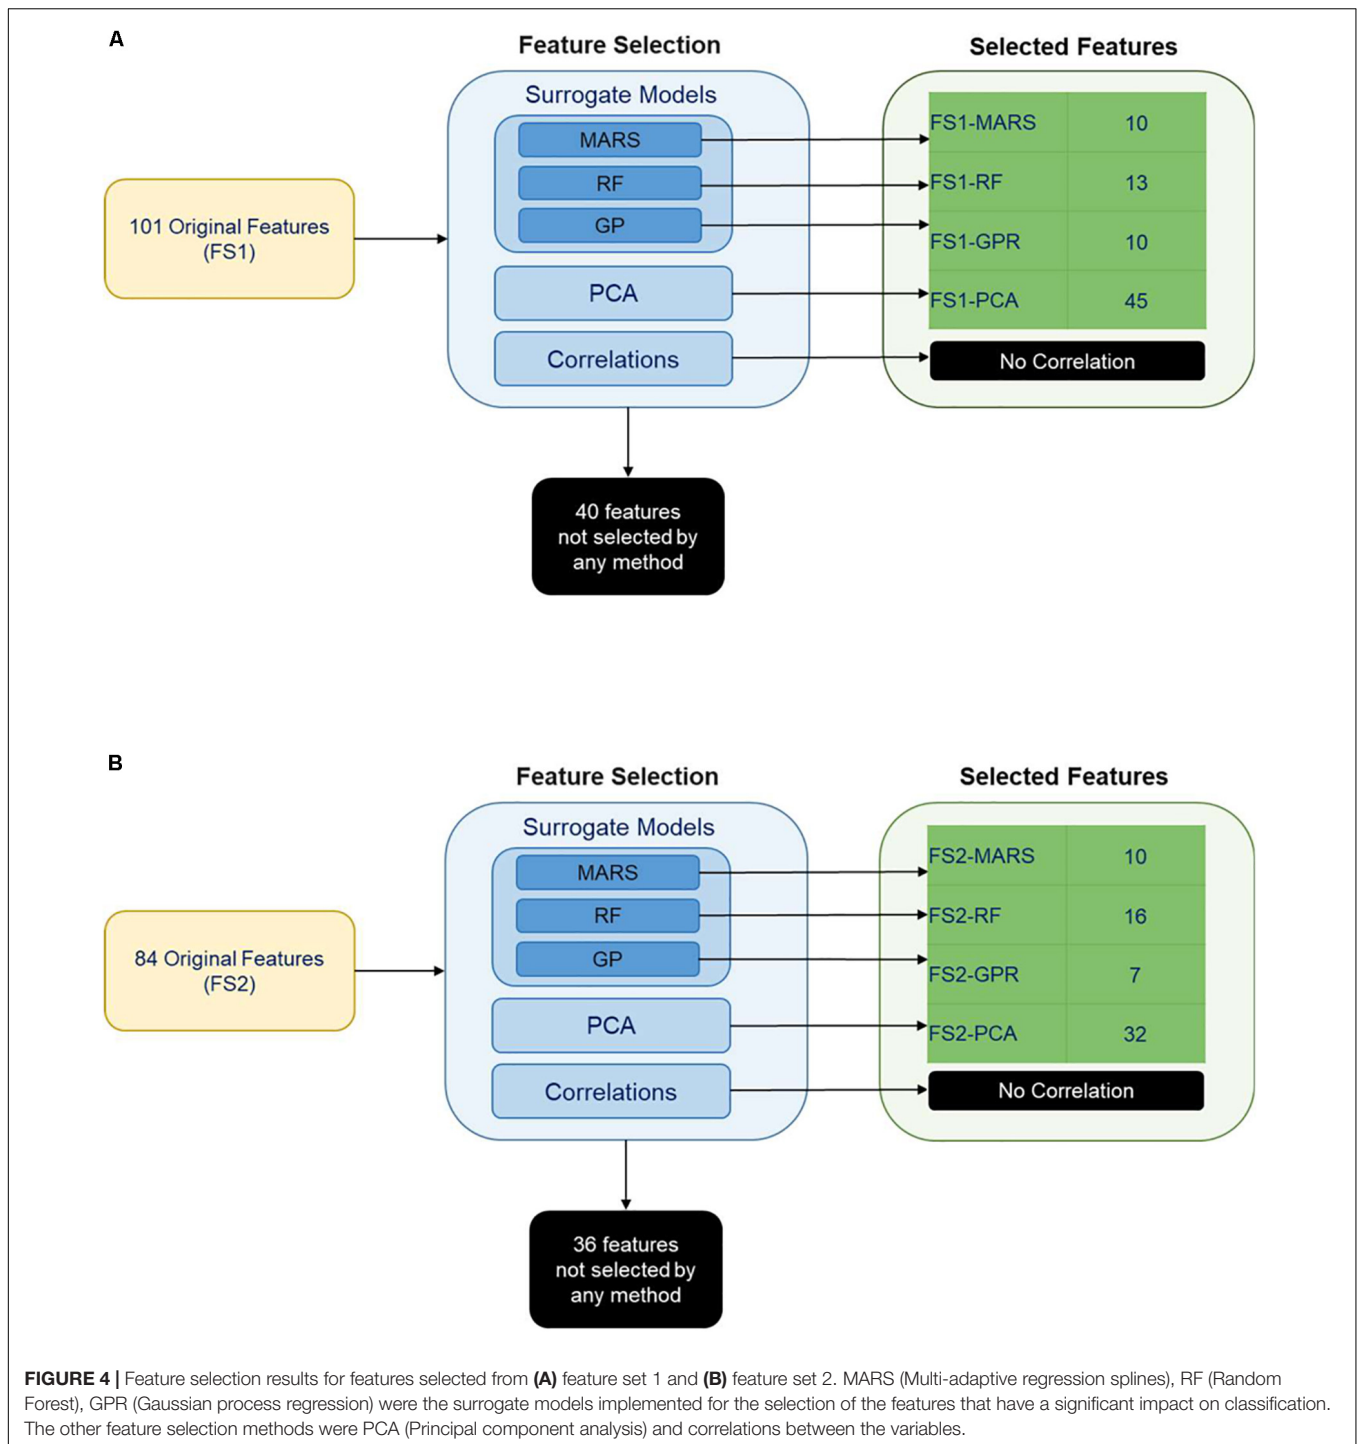 A
Feature Selection
Selected Features
Surrogate Models
MARS
RF
GP
PCA
Correlations
101 Original Features
(FS1)
FS1-MARS 10
FS1-RF 13
FS1-GPR 10
FS1-PCA 45
No Correlation
40 features
not selected by
any method
B
Feature Selection
Selected Features
Surrogate Models
MARS
RF
GP
PCA
Correlations
84 Original Features
(FS2)
FS2-MARS 10
FS2-RF 16
FS2-GPR 7
FS2-PCA 32
No Correlation
36 features
not selected by
any method
FIGURE 4 | Feature selection results for features selected from (A) feature set 1 and (B) feature set 2. MARS (Multi-adaptive regression splines), RF (Random
Forest), GPR (Gaussian process regression) were the surrogate models implemented for the selection of the features that have a significant impact on classification.
The other feature selection methods were PCA (Principal component analysis) and correlations between the variables.